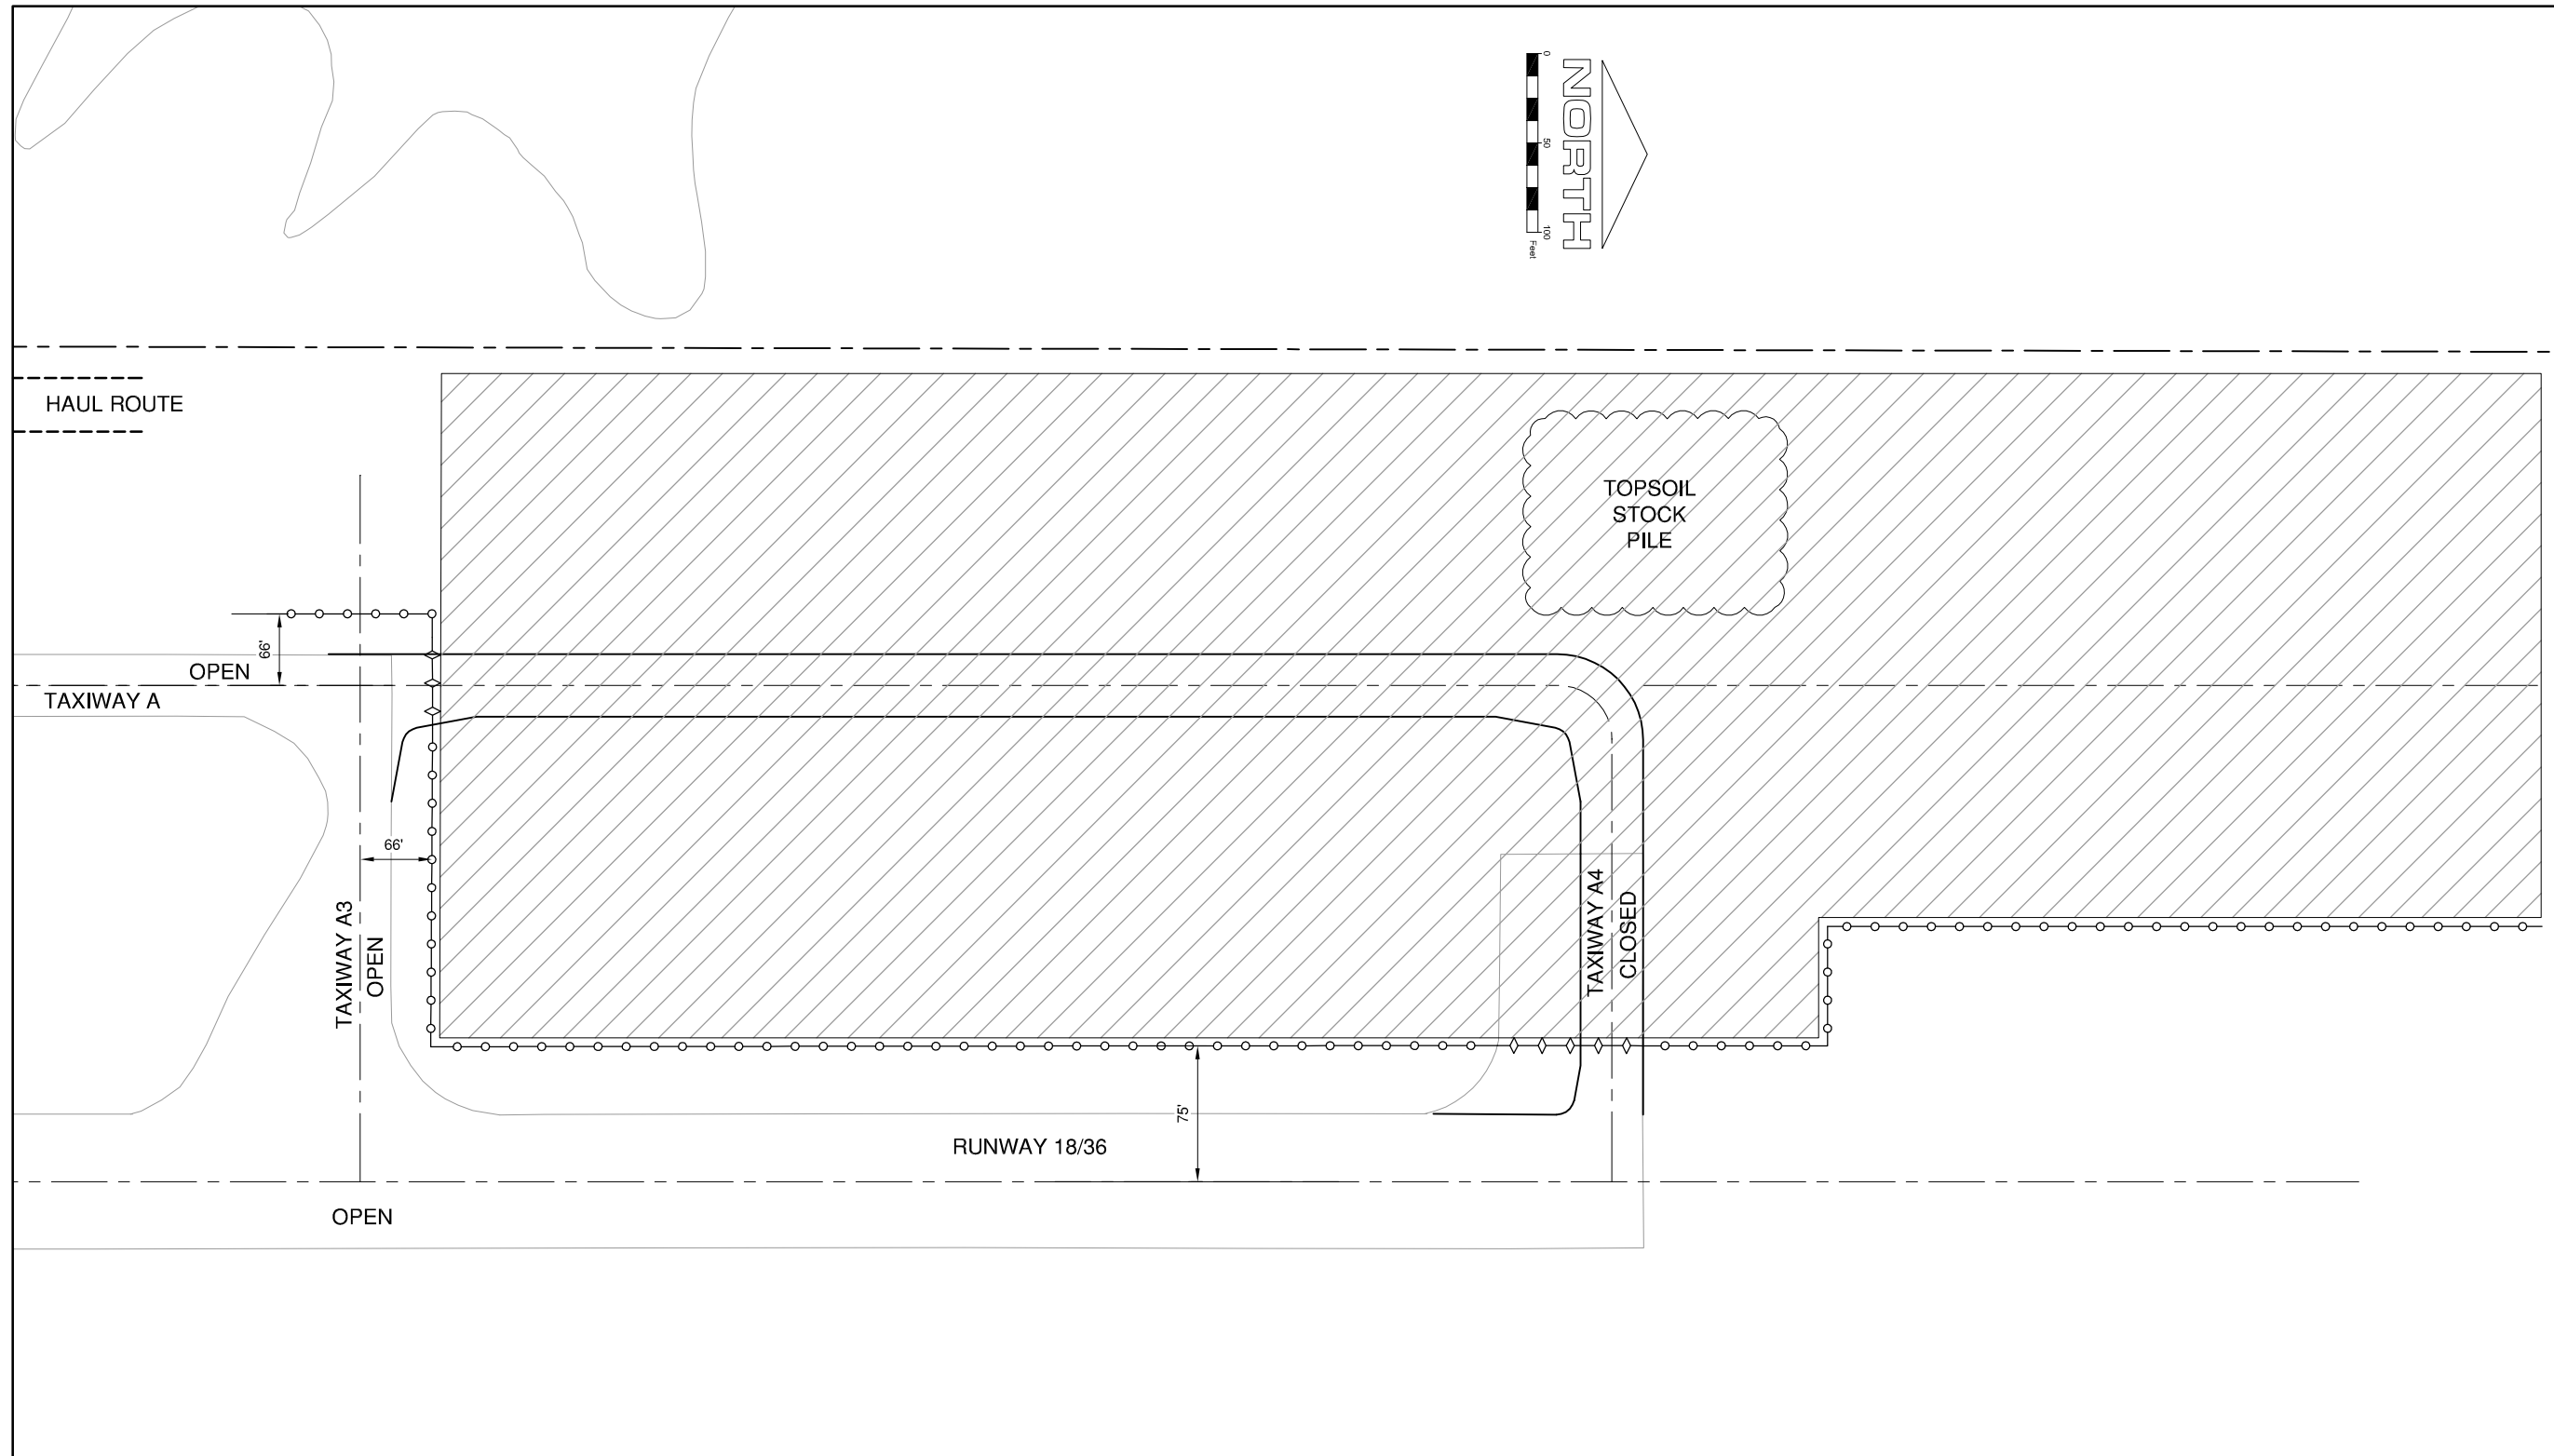 0
50
100
Feet
NORTH
HAUL ROUTE
TOPSOIL
STOCK
PILE
66'
OPEN
TAXIWAY A
66'
TAXIWAY A3
OPEN
TAXIWAY A4
CLOSED
75'
RUNWAY 18/36
OPEN